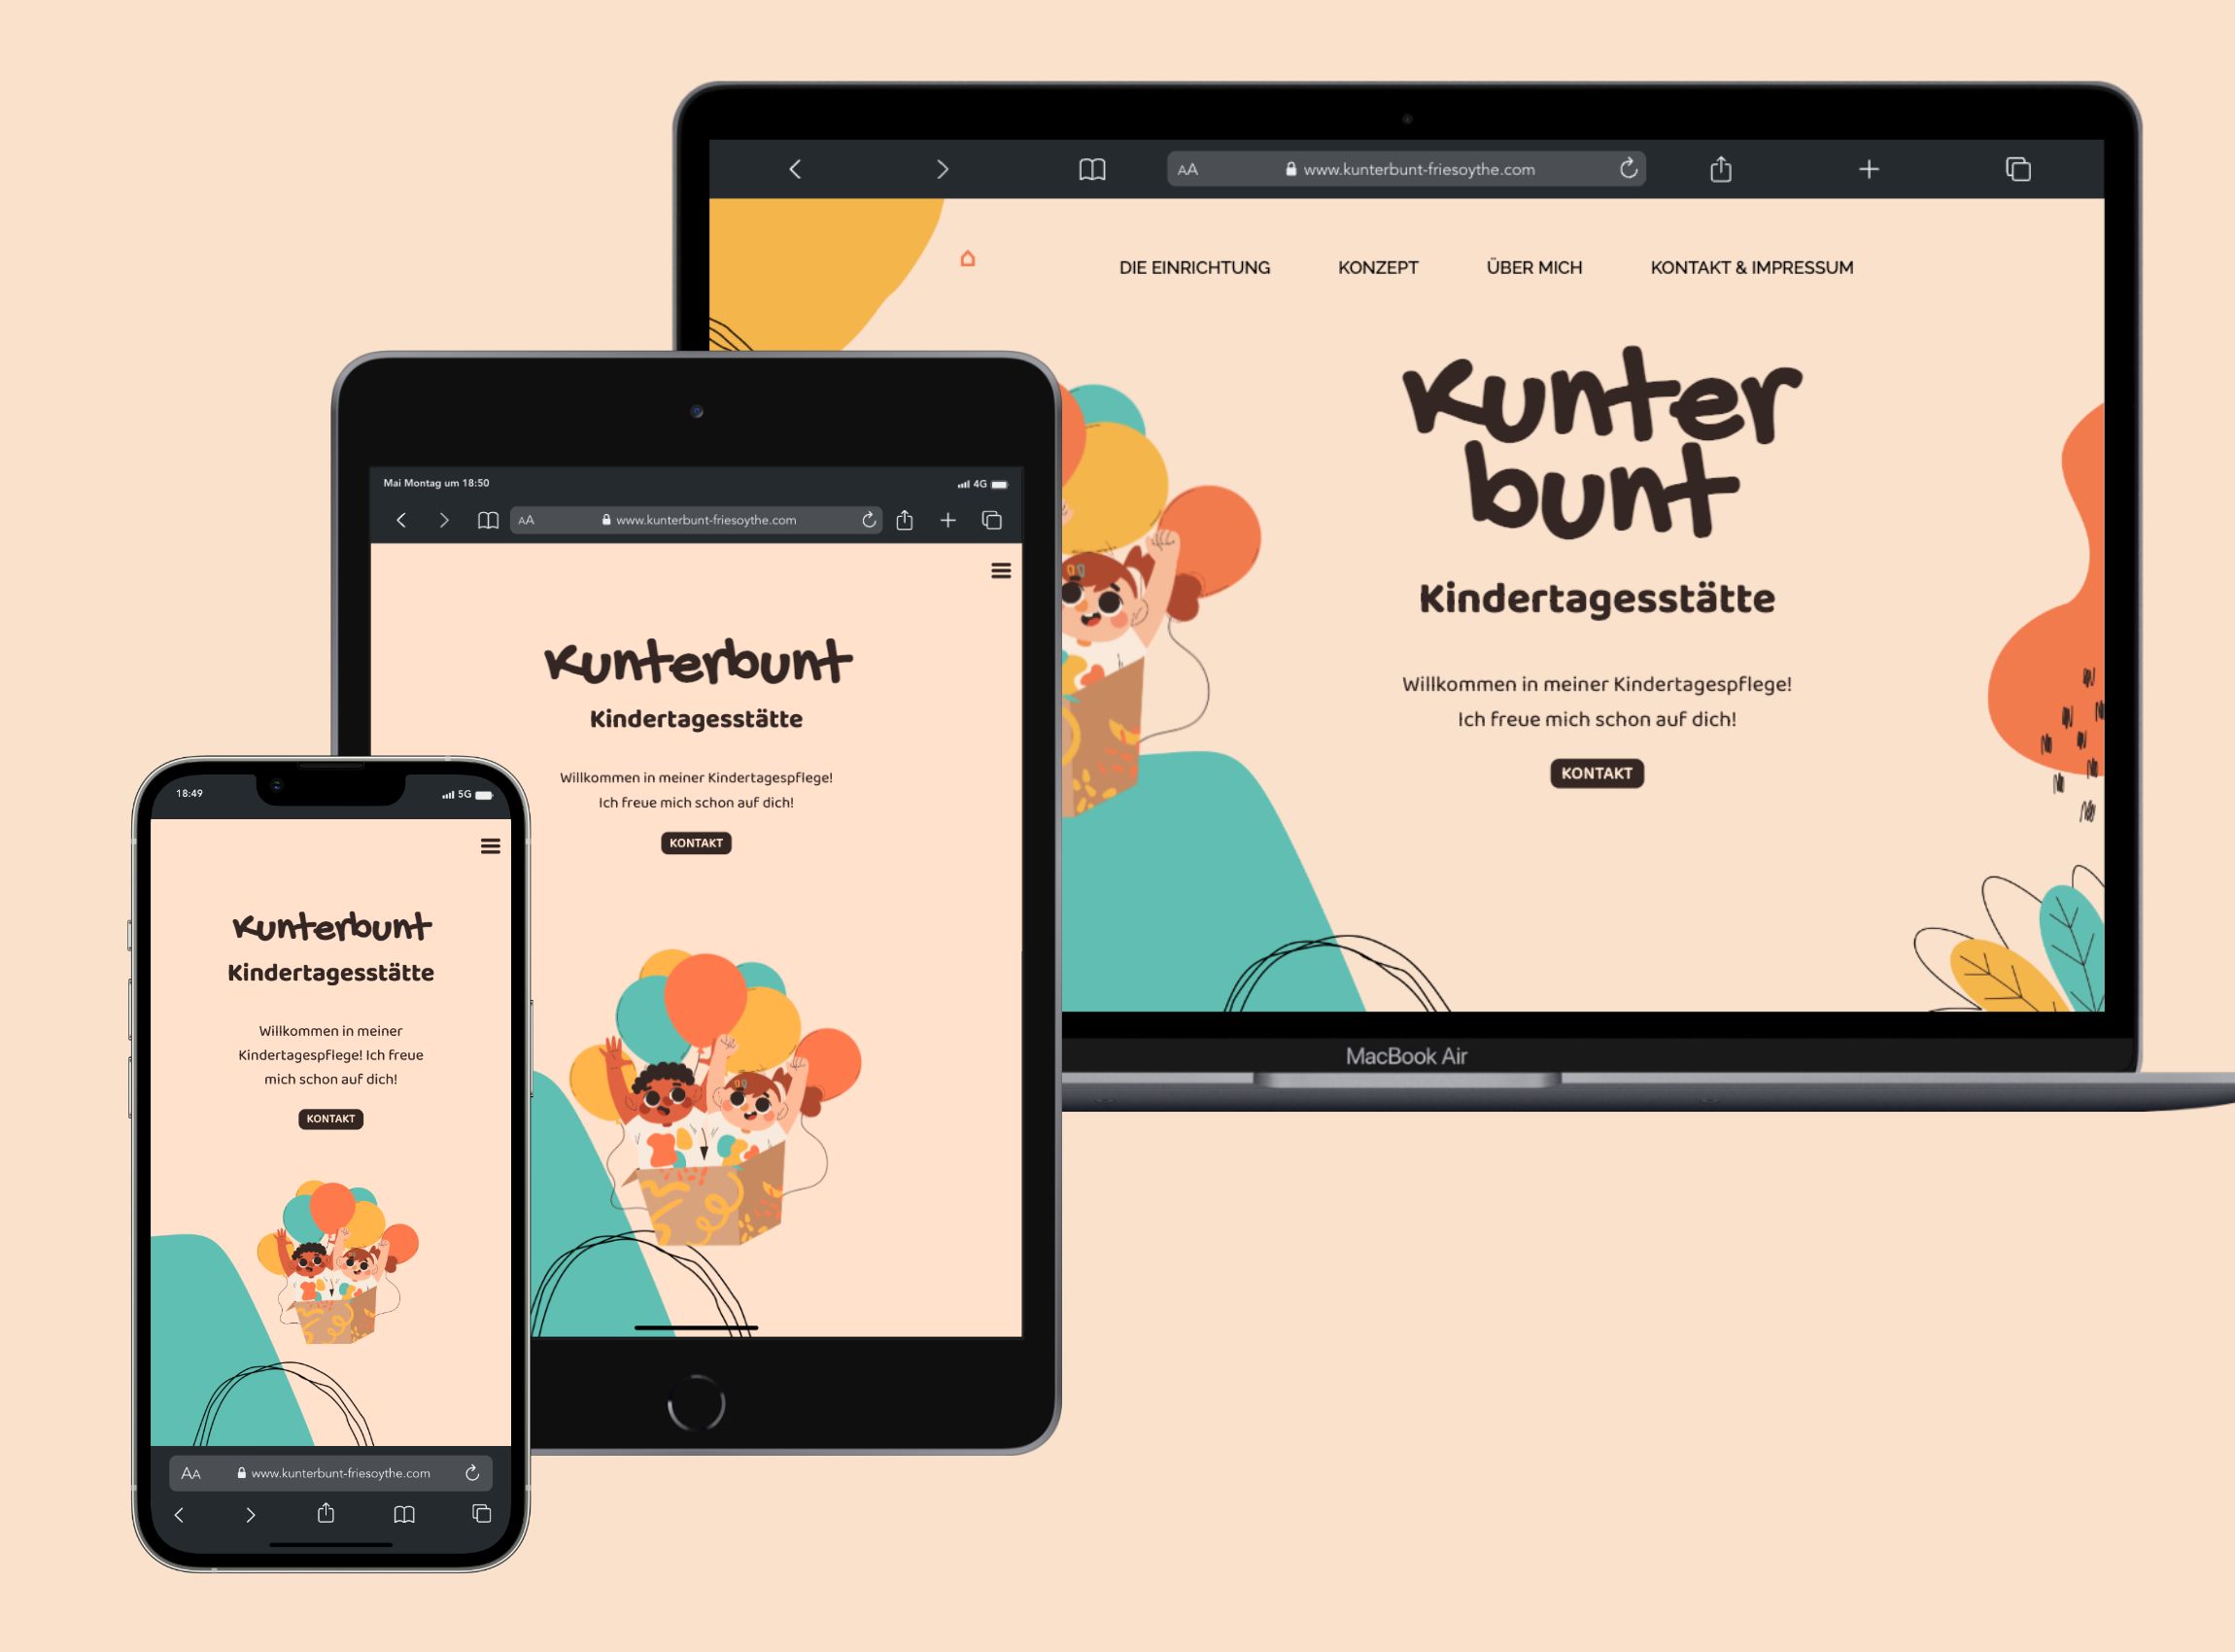 AA www.kunterbunt-friesoythe.com
DIE EINRICHTUNG KONZEPT ÜBER MICH KONTAKT & IMPRESSUM
Kunter
bunt
Kindertagesstätte
Willkommen in meiner Kindertagespflege!
Ich freue mich schon auf dich!
KONTAKT
MacBook Air
Mai Montag um 18:50 4G
AA www.kunterbunt-friesoythe.com
Kunterbunt
Kindertagesstätte
Willkommen in meiner Kindertagespflege!
Ich freue mich schon auf dich!
KONTAKT
18:49 5G
Kunterbunt
Kindertagesstätte
Willkommen in meiner
Kindertagespflege! Ich freue
mich schon auf dich!
KONTAKT
AA www.kunterbunt-friesoythe.com